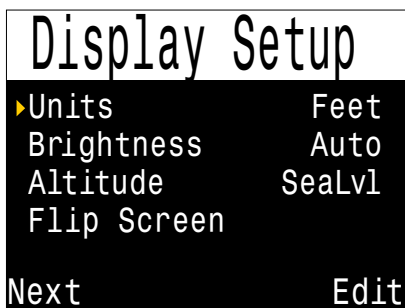 Display Setup
Units Feet
Brightness Auto
Altitude SeaLvl
Flip Screen
Next Edit